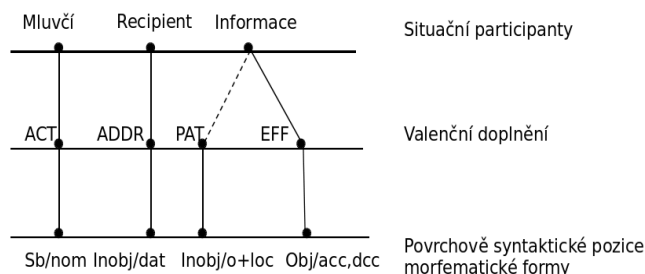 Mluvčí Recipient Informace Situační participanty
ACT ADDR PAT EFF Valenční doplnění
Sb/nom Inobj/dat Inobj/o+loc Obj/acc,dcc Povrchově syntaktické pozice
morfematické formy